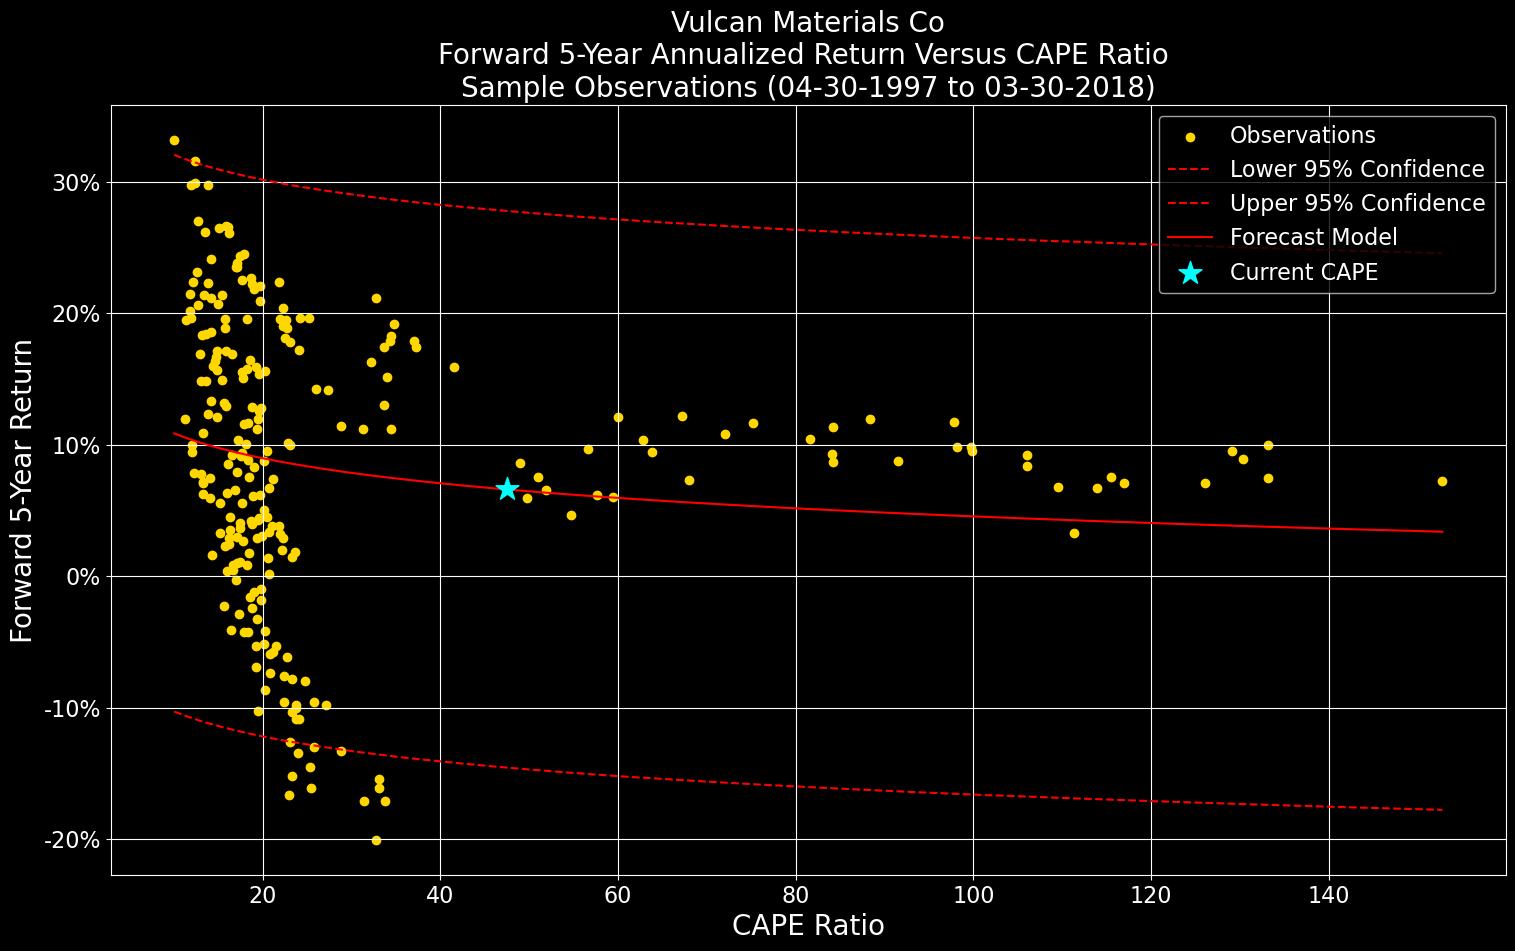 Vulcan Materials Co
Forward 5-Year Annualized Return Versus CAPE Ratio
Sample Observations (04-30-1997 to 03-30-2018)
Observations
Lower 95% Confidence
Upper 95% Confidence
Forecast Model
Current CAPE
Forward 5-Year Return
30%
20%
10%
0%
-10%
-20%
20 40 60 80 100 120 140
CAPE Ratio